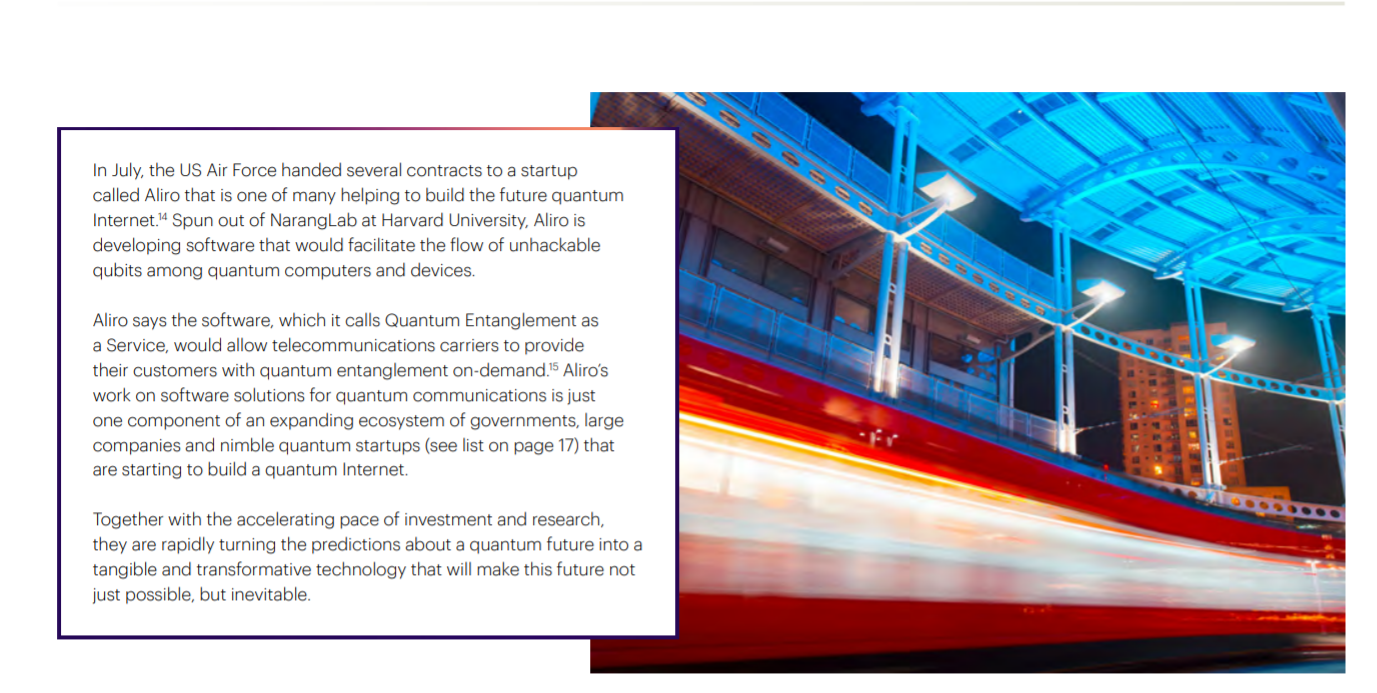 In July, the US Air Force handed several contracts to a startup
called Aliro that is one of many helping to build the future quantum
Internet.¹⁴ Spun out of NarangLab at Harvard University, Aliro is
developing software that would facilitate the flow of unhackable
qubits among quantum computers and devices.
Aliro says the software, which it calls Quantum Entanglement as
a Service, would allow telecommunications carriers to provide
their customers with quantum entanglement on-demand.¹⁵ Aliro’s
work on software solutions for quantum communications is just
one component of an expanding ecosystem of governments, large
companies and nimble quantum startups (see list on page 17) that
are starting to build a quantum Internet.
Together with the accelerating pace of investment and research,
they are rapidly turning the predictions about a quantum future into a
tangible and transformative technology that will make this future not
just possible, but inevitable.